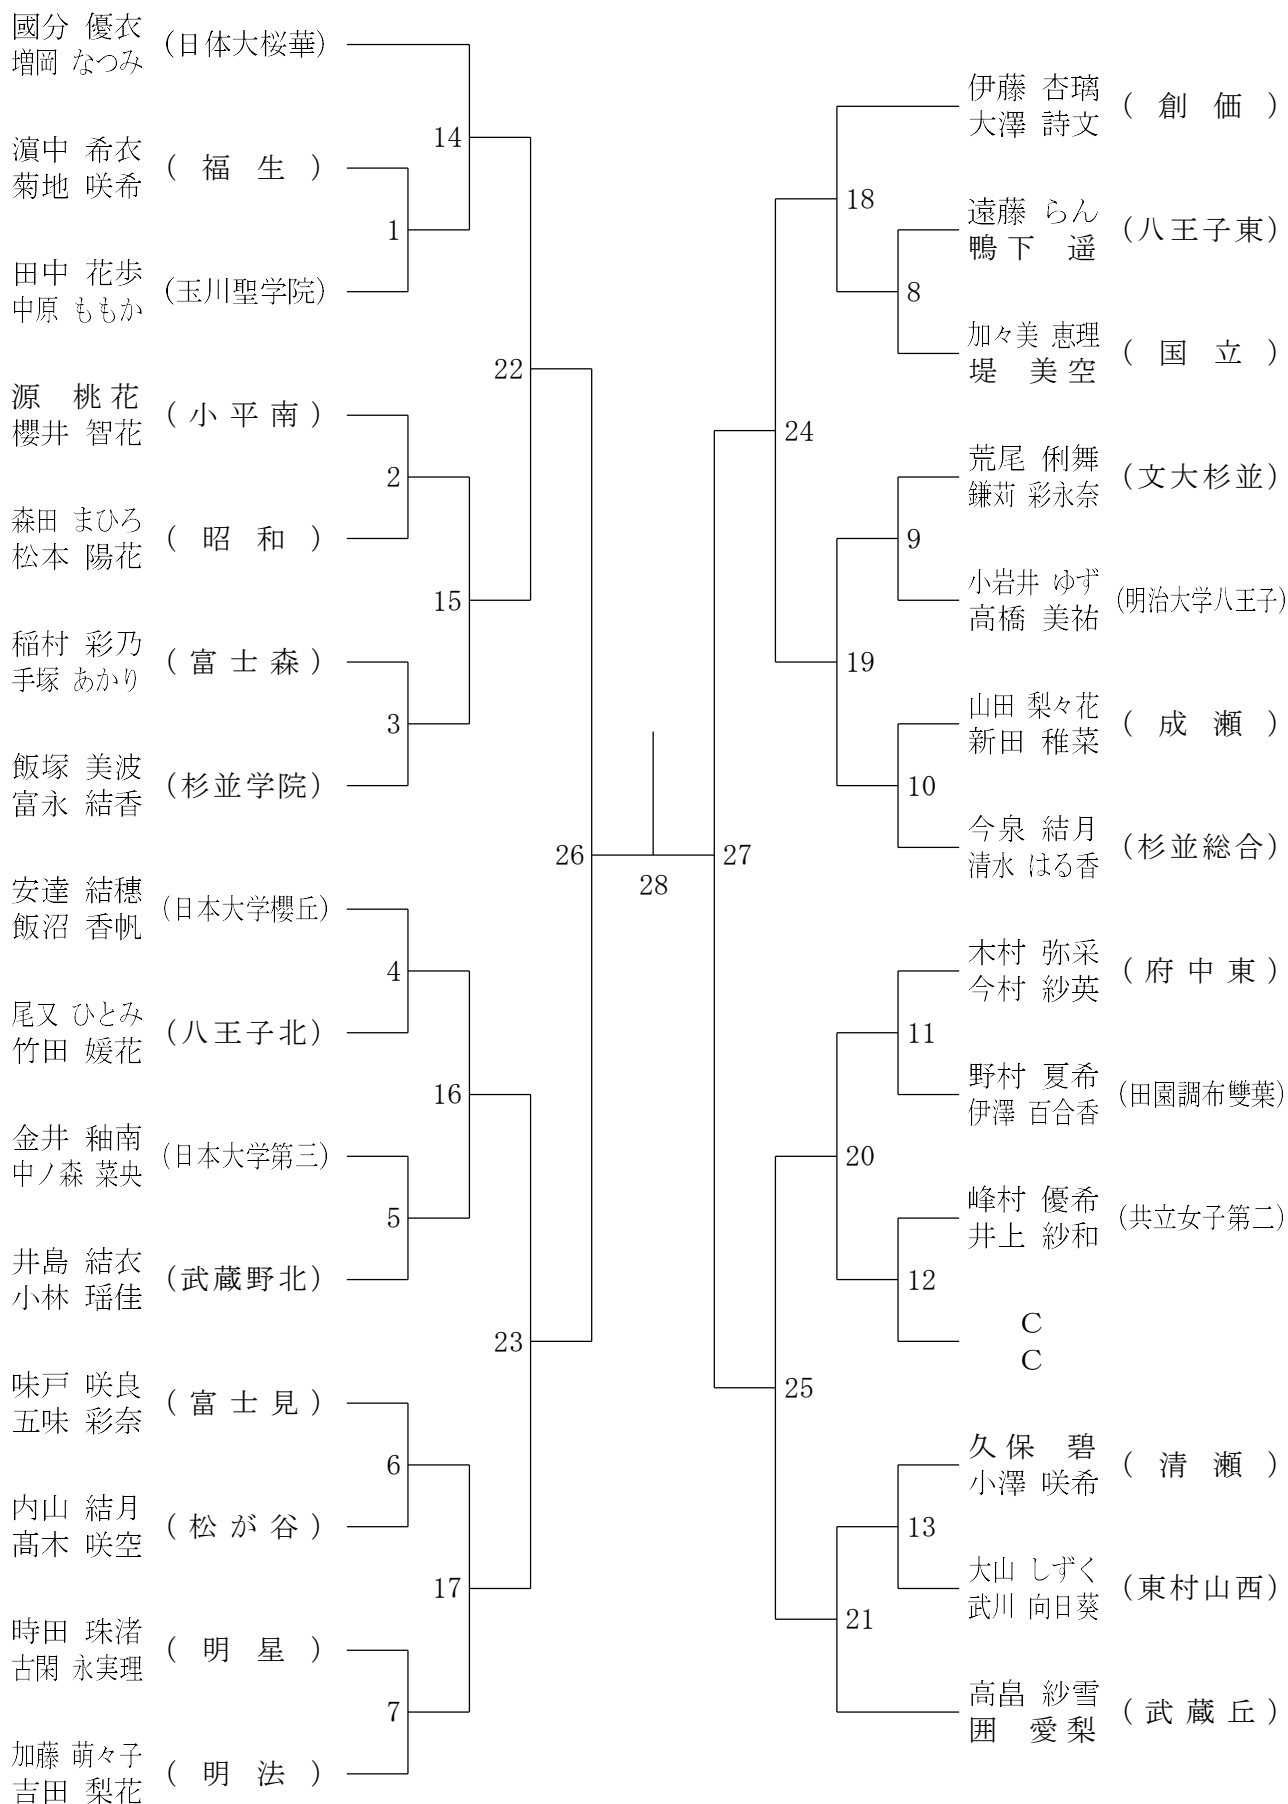 國分 優衣
増岡 なつみ
(日体大桜華)
濵中 希衣
菊地 咲希
(福生)
田中 花歩
中原 ももか
(玉川聖学院)
源 桃花
櫻井 智花
(小平南)
森田 まひろ
松本 陽花
(昭和)
稲村 彩乃
手塚 あかり
(富士森)
飯塚 美波
富永 結香
(杉並学院)
安達 結穂
飯沼 香帆
(日本大学櫻丘)
尾又 ひとみ
竹田 媛花
(八王子北)
金井 釉南
中ノ森 菜央
(日本大学第三)
井島 結衣
小林 瑶佳
(武蔵野北)
味戸 咲良
五味 彩奈
(富士見)
内山 結月
髙木 咲空
(松が谷)
時田 珠渚
古閑 永実理
(明星)
加藤 萌々子
吉田 梨花
(明法)
1
2
3
4
5
6
7
14
15
16
17
22
23
26
28
27
24
25
18
19
20
21
8
9
10
11
12
13
伊藤 杏璃
大澤 詩文
(創価)
遠藤 らん
鴨下 遥
(八王子東)
加々美 恵理
堤 美空
(国立)
荒尾 俐舞
鎌苅 彩永奈
(文大杉並)
小岩井 ゆず
高橋 美祐
(明治大学八王子)
山田 梨々花
新田 稚菜
(成瀬)
今泉 結月
清水 はる香
(杉並総合)
木村 弥采
今村 紗英
(府中東)
野村 夏希
伊澤 百合香
(田園調布雙葉)
峰村 優希
井上 紗和
(共立女子第二)
C
C
久保 碧
小澤 咲希
(清瀬)
大山 しずく
武川 向日葵
(東村山西)
高畠 紗雪
囲 愛梨
(武蔵丘)